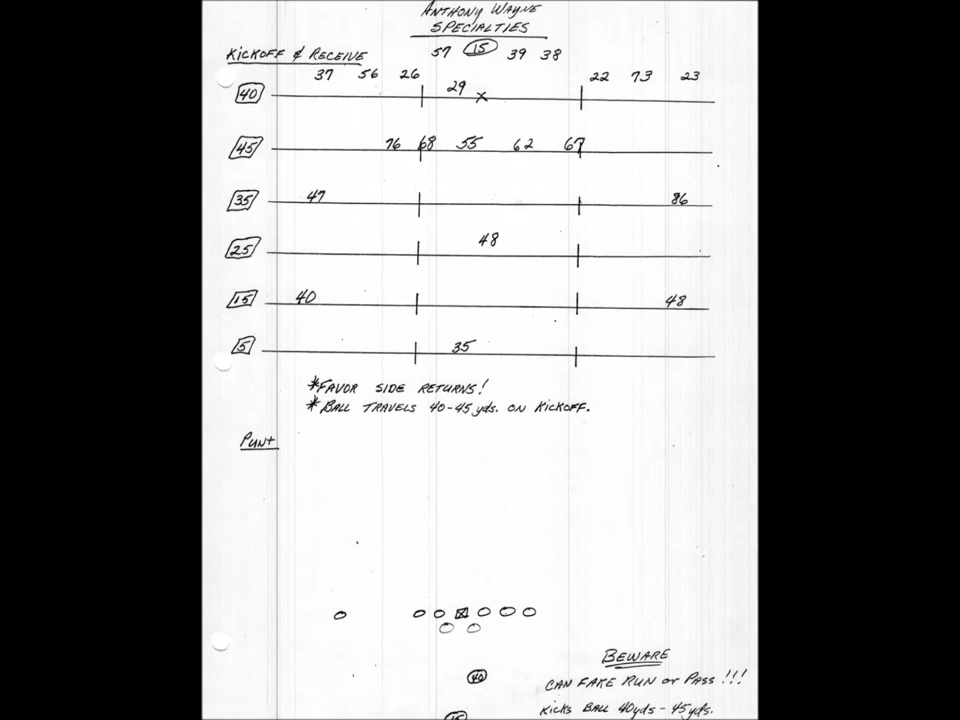 ANTHONY WAYNE
SPECIALTIES
KICKOFF & RECEIVE
57 15 39 38
37 56 26 22 73 23
40 29 X
45 76 68 55 62 67
35 47 86
25 48
15 40 48
5 35
*FAVOR SIDE RETURNS!
*BALL TRAVELS 40-45 yds. ON KICKOFF.
PUNT
BEWARE
40
CAN FAKE RUN or PASS !!!
KICKS BALL 40yds - 45yds.
15